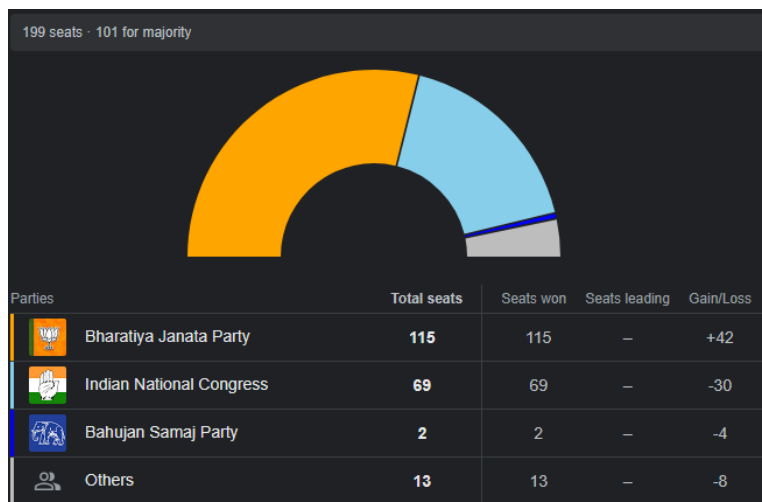 199 seats · 101 for majority
Parties Total seats Seats won Seats leading Gain/Loss
Bharatiya Janata Party 115 115 – +42
Indian National Congress 69 69 – -30
Bahujan Samaj Party 2 2 – -4
Others 13 13 – -8